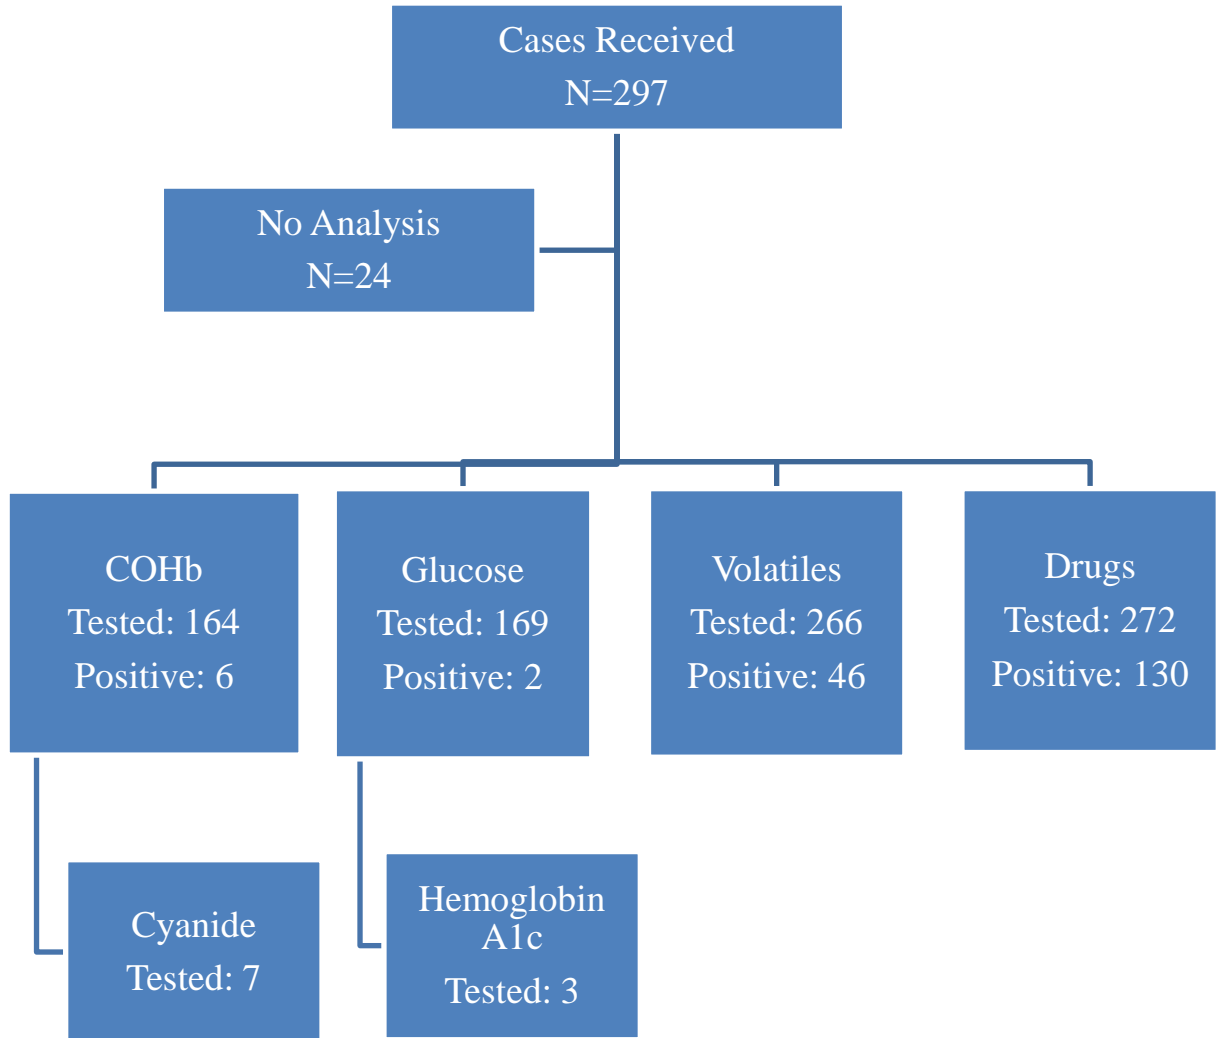 Cases Received
N=297
No Analysis
N=24
COHb
Tested: 164
Positive: 6
Glucose
Tested: 169
Positive: 2
Volatiles
Tested: 266
Positive: 46
Drugs
Tested: 272
Positive: 130
Cyanide
Tested: 7
Hemoglobin
A1c
Tested: 3